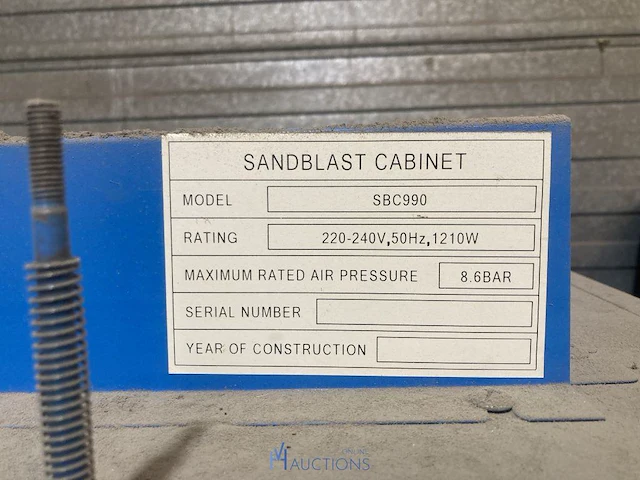 SANDBLAST CABINET
MODEL SBC990
RATING 220-240V,50Hz,1210W
MAXIMUM RATED AIR PRESSURE 8.6BAR
SERIAL NUMBER
YEAR OF CONSTRUCTION
ONLINE
AUCTIONS